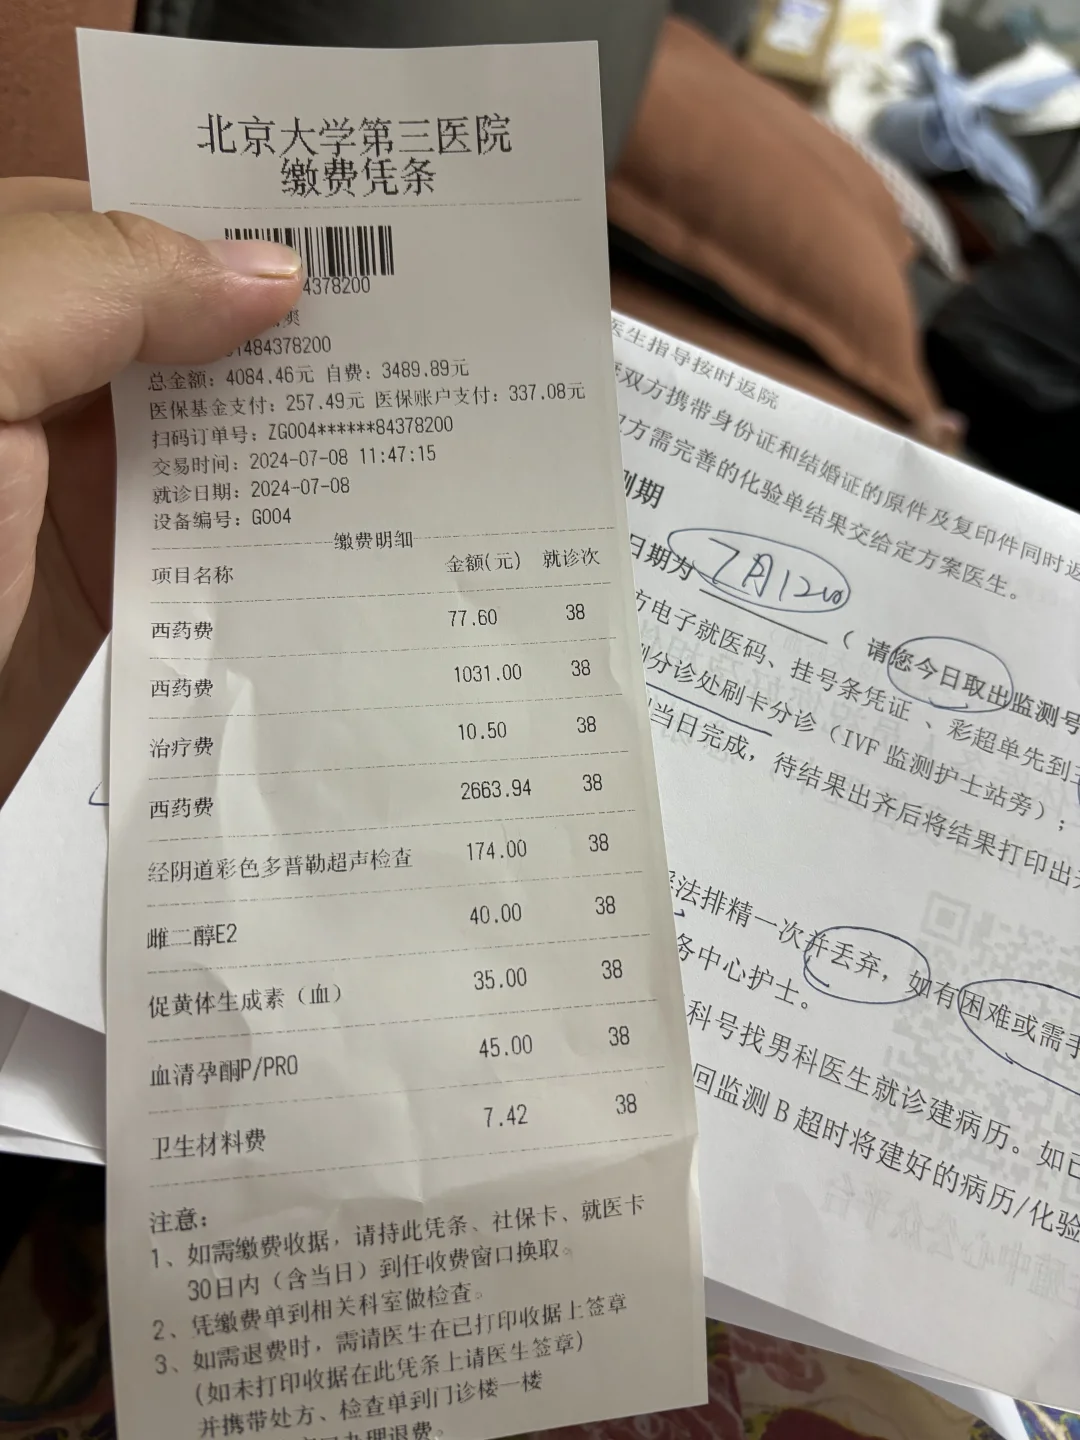 北京大学第三医院
缴费凭条
4378200
爽
1484378200
总金额：4084.46元 自费：3489.89元
医保基金支付：257.49元 医保账户支付：337.08元
扫码订单号：ZG004******84378200
交易时间：2024-07-08 11:47:15
就诊日期：2024-07-08
设备编号：G004
缴费明细
项目名称 金额(元) 就诊次
西药费 77.60 38
西药费 1031.00 38
治疗费 10.50 38
西药费 2663.94 38
经阴道彩色多普勒超声检查 174.00 38
雌二醇E2 40.00 38
促黄体生成素（血） 35.00 38
血清孕酮P/PRO 45.00 38
卫生材料费 7.42 38
注意：
1、如需缴费收据，请持此凭条、社保卡、就医卡
30日内（含当日）到任收费窗口换取。
2、凭缴费单到相关科室做检查。
3、如需退费时，需请医生在已打印收据上签章
(如未打印收据在此凭条上请医生签章)
并携带处方、检查单到门诊楼一楼
办理退费。
医生指导按时返院
双方携带身份证和结婚证的原件及复印件同时返
方需完善的化验单结果交给定方案医生。
测期
日期为 7月12日 （ 请您今日取出监测号
方电子就医码、挂号条凭证 、彩超单先到
分诊处刷卡分诊（IVF 监测护士站旁）；
当日完成，待结果出齐后将结果打印出
法排精一次并丢弃，如有困难或需手
务中心护士。
科号找男科医生就诊建病历。如已
回监测 B 超时将建好的病历/化验